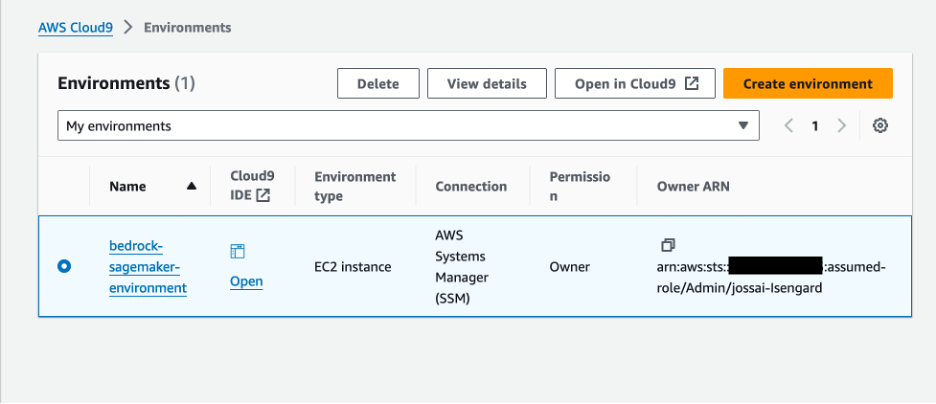 AWS Cloud9 > Environments
Environments (1)
Delete
View details
Open in Cloud9
Create environment
My environments
1
Name
Cloud9
IDE
Environment
type
Connection
Permissio
n
Owner ARN
bedrock-
sagemaker-
environment
Open
EC2 instance
AWS
Systems
Manager
(SSM)
Owner
arn:aws:sts:: :assumed-
role/Admin/jossai-Isengard